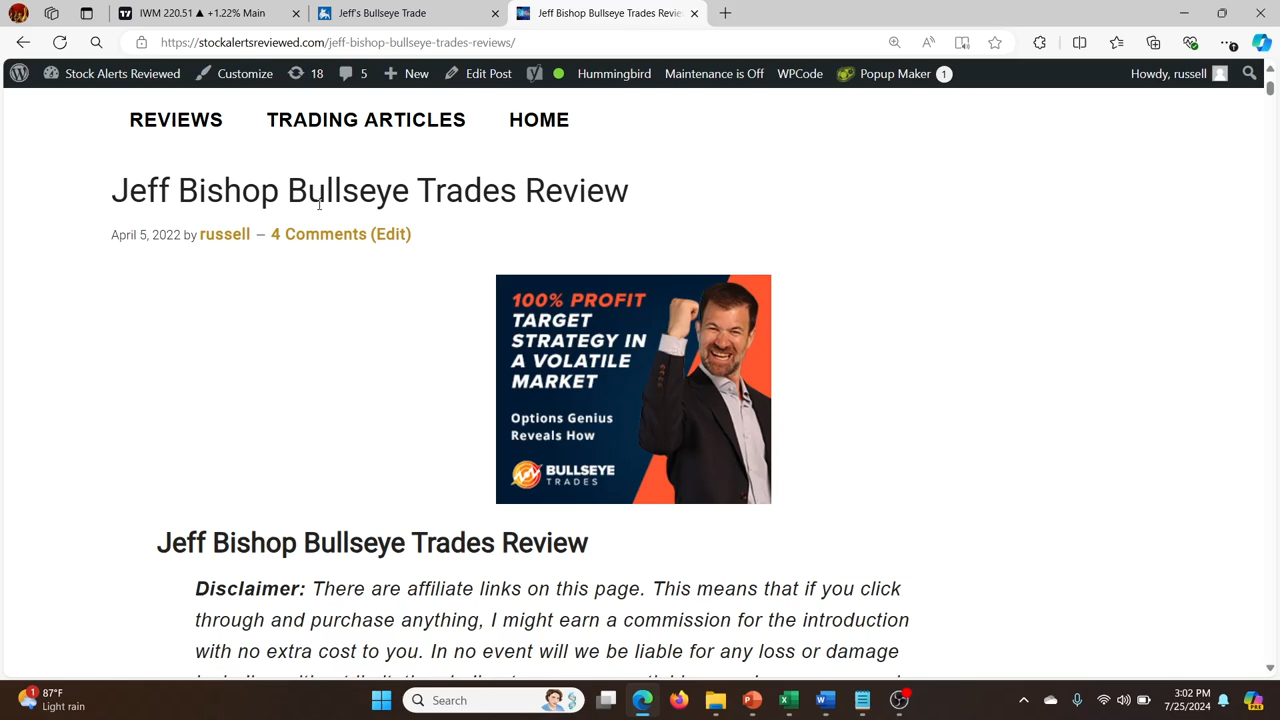 IWM 220.51 ▲ +1.22% Main
Jeff's Bullseye Trade
Jeff Bishop Bullseye Trades Revie
https://stockalertsreviewed.com/jeff-bishop-bullseye-trades-reviews/
Stock Alerts Reviewed
Customize
18
5
New
Edit Post
Hummingbird
Maintenance is Off
WPCode
Popup Maker 1
Howdy, russell
REVIEWS
TRADING ARTICLES
HOME
Jeff Bishop Bullseye Trades Review
April 5, 2022 by russell — 4 Comments (Edit)
100% PROFIT
TARGET
STRATEGY IN
A VOLATILE
MARKET
Options Genius
Reveals How
BULLSEYE
TRADES
Jeff Bishop Bullseye Trades Review
Disclaimer: There are affiliate links on this page. This means that if you click
through and purchase anything, I might earn a commission for the introduction
with no extra cost to you. In no event will we be liable for any loss or damage
1
87°F
Light rain
Search
3:02 PM
7/25/2024